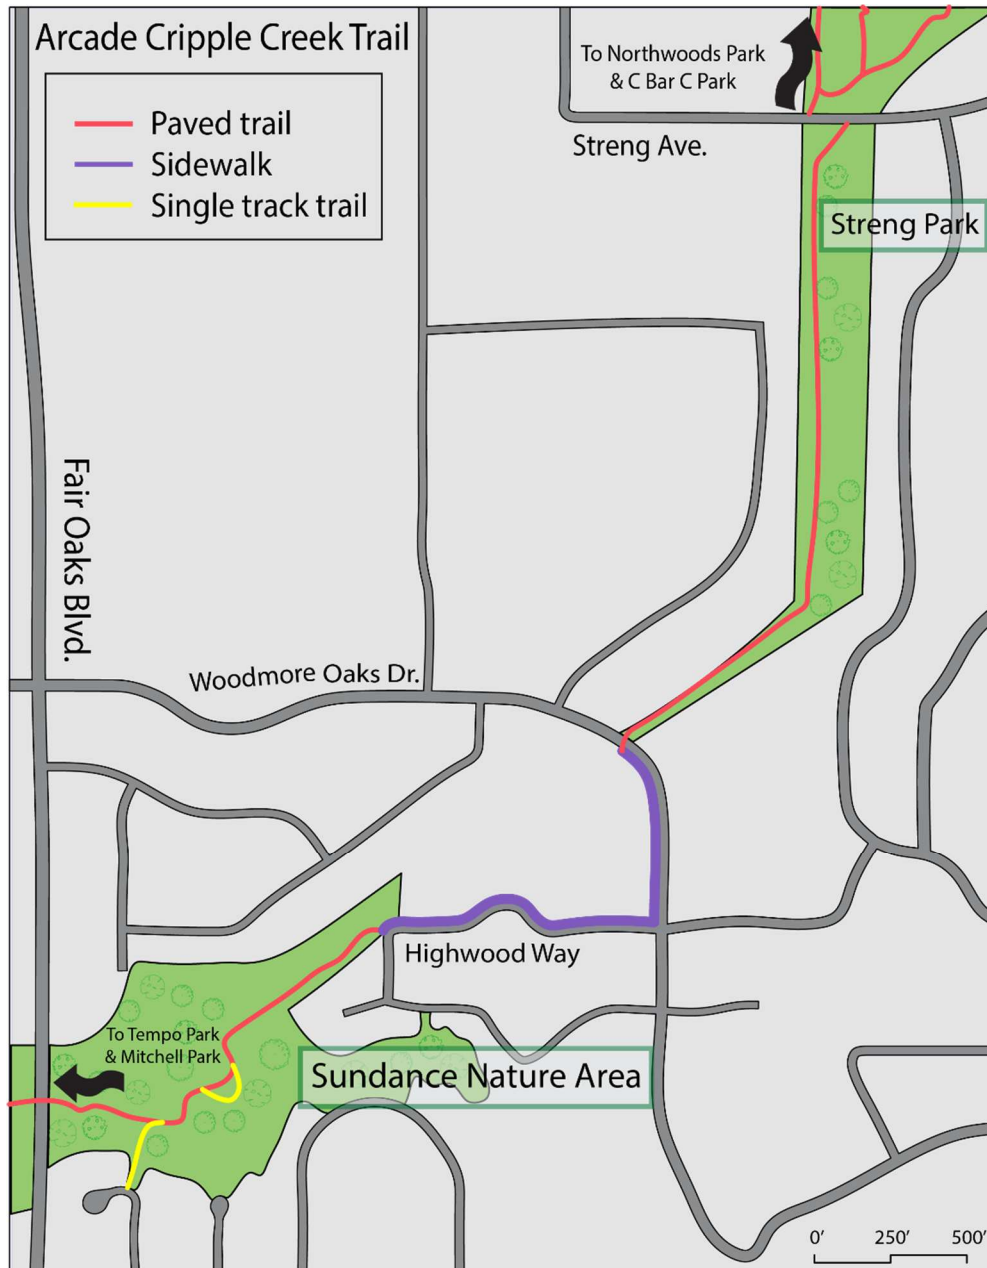 Arcade Cripple Creek Trail
Paved trail
Sidewalk
Single track trail
To Northwoods Park
& C Bar C Park
Streng Ave.
Streng Park
Fair Oaks Blvd.
Woodmore Oaks Dr.
Highwood Way
To Tempo Park
& Mitchell Park
Sundance Nature Area
0' 250' 500'